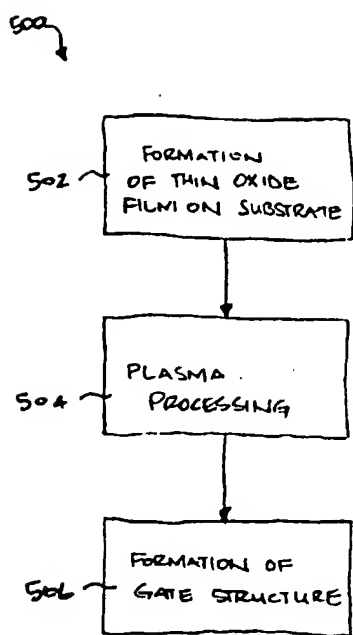 500
FORMATION
502
OF THIN OXIDE
FILM ON SUBSTRATE
PLASMA
504
PROCESSING
FORMATION OF
506
GATE STRUCTURE